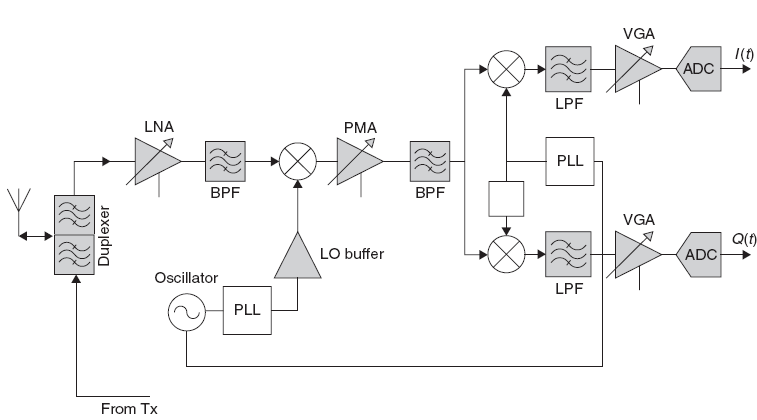 VGA
I(t)
ADC
LPF
LNA
PMA
BPF
BPF
PLL
Duplexer
VGA
Q(t)
LO buffer
ADC
Oscillator
LPF
PLL
From Tx